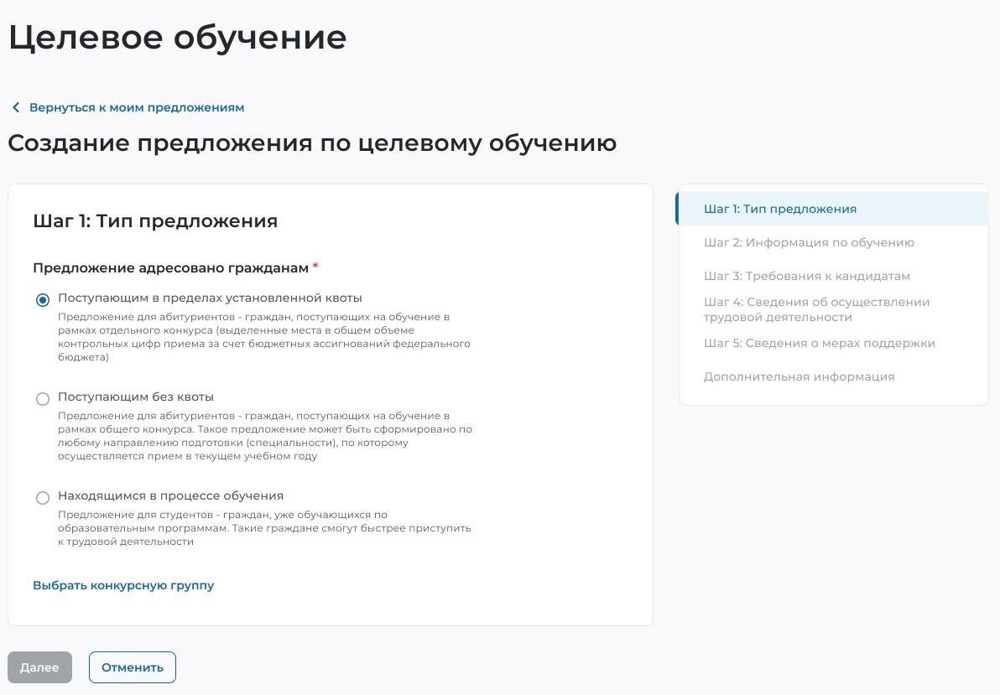 Целевое обучение
Вернуться к моим предложениям
Создание предложения по целевому обучению
Шаг 1: Тип предложения
Предложение адресовано гражданам *
Поступающим в пределах установленной квоты
Предложение для абитуриентов - граждан, поступающих на обучение в
рамках отдельного конкурса (выделенные места в общем объеме
контрольных цифр приема за счет бюджетных ассигнований федерального
бюджета)
Поступающим без квоты
Предложение для абитуриентов - граждан, поступающих на обучение в
рамках общего конкурса. Такое предложение может быть сформировано по
любому направлению подготовки (специальности), по которому
осуществляется прием в текущем учебном году
Находящимся в процессе обучения
Предложение для студентов - граждан, уже обучающихся по
образовательным программам. Такие граждане смогут быстрее приступить
к трудовой деятельности
Выбрать конкурсную группу
Далее
Отменить
Шаг 1: Тип предложения
Шаг 2: Информация по обучению
Шаг 3: Требования к кандидатам
Шаг 4: Сведения об осуществлении
трудовой деятельности
Шаг 5: Сведения о мерах поддержки
Дополнительная информация